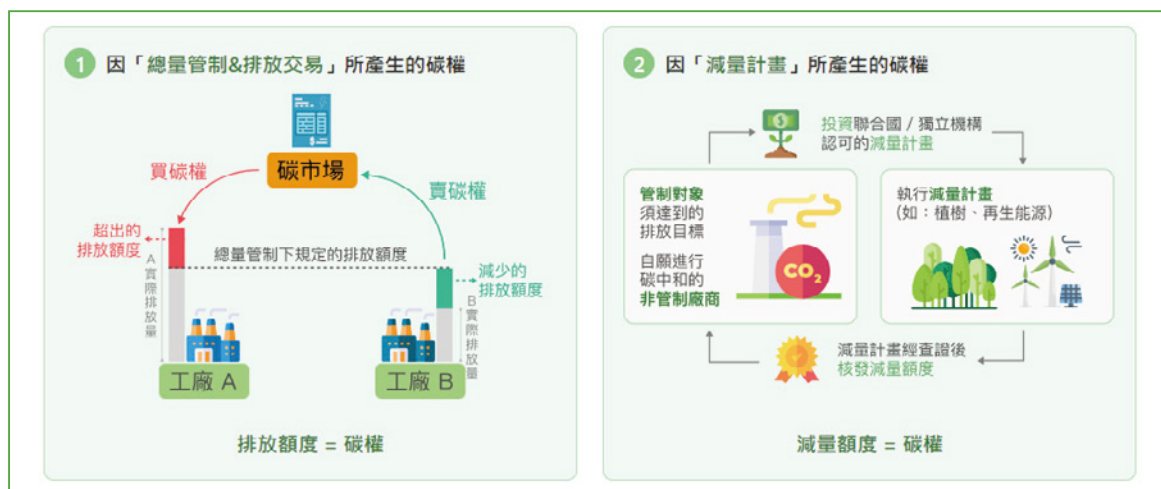 1 因「總量管制&排放交易」所產生的碳權
碳市場
買碳權
賣碳權
超出的
排放額度
總量管制下規定的排放額度
減少的
排放額度
A實際排放量
B實際排放量
工廠 A
工廠 B
排放額度 = 碳權
2 因「減量計畫」所產生的碳權
投資聯合國 / 獨立機構
認可的減量計畫
管制對象
須達到的
排放目標
自願進行
碳中和的
非管制廠商
CO2
執行減量計畫
(如：植樹、再生能源)
減量計畫經查證後
核發減量額度
減量額度 = 碳權